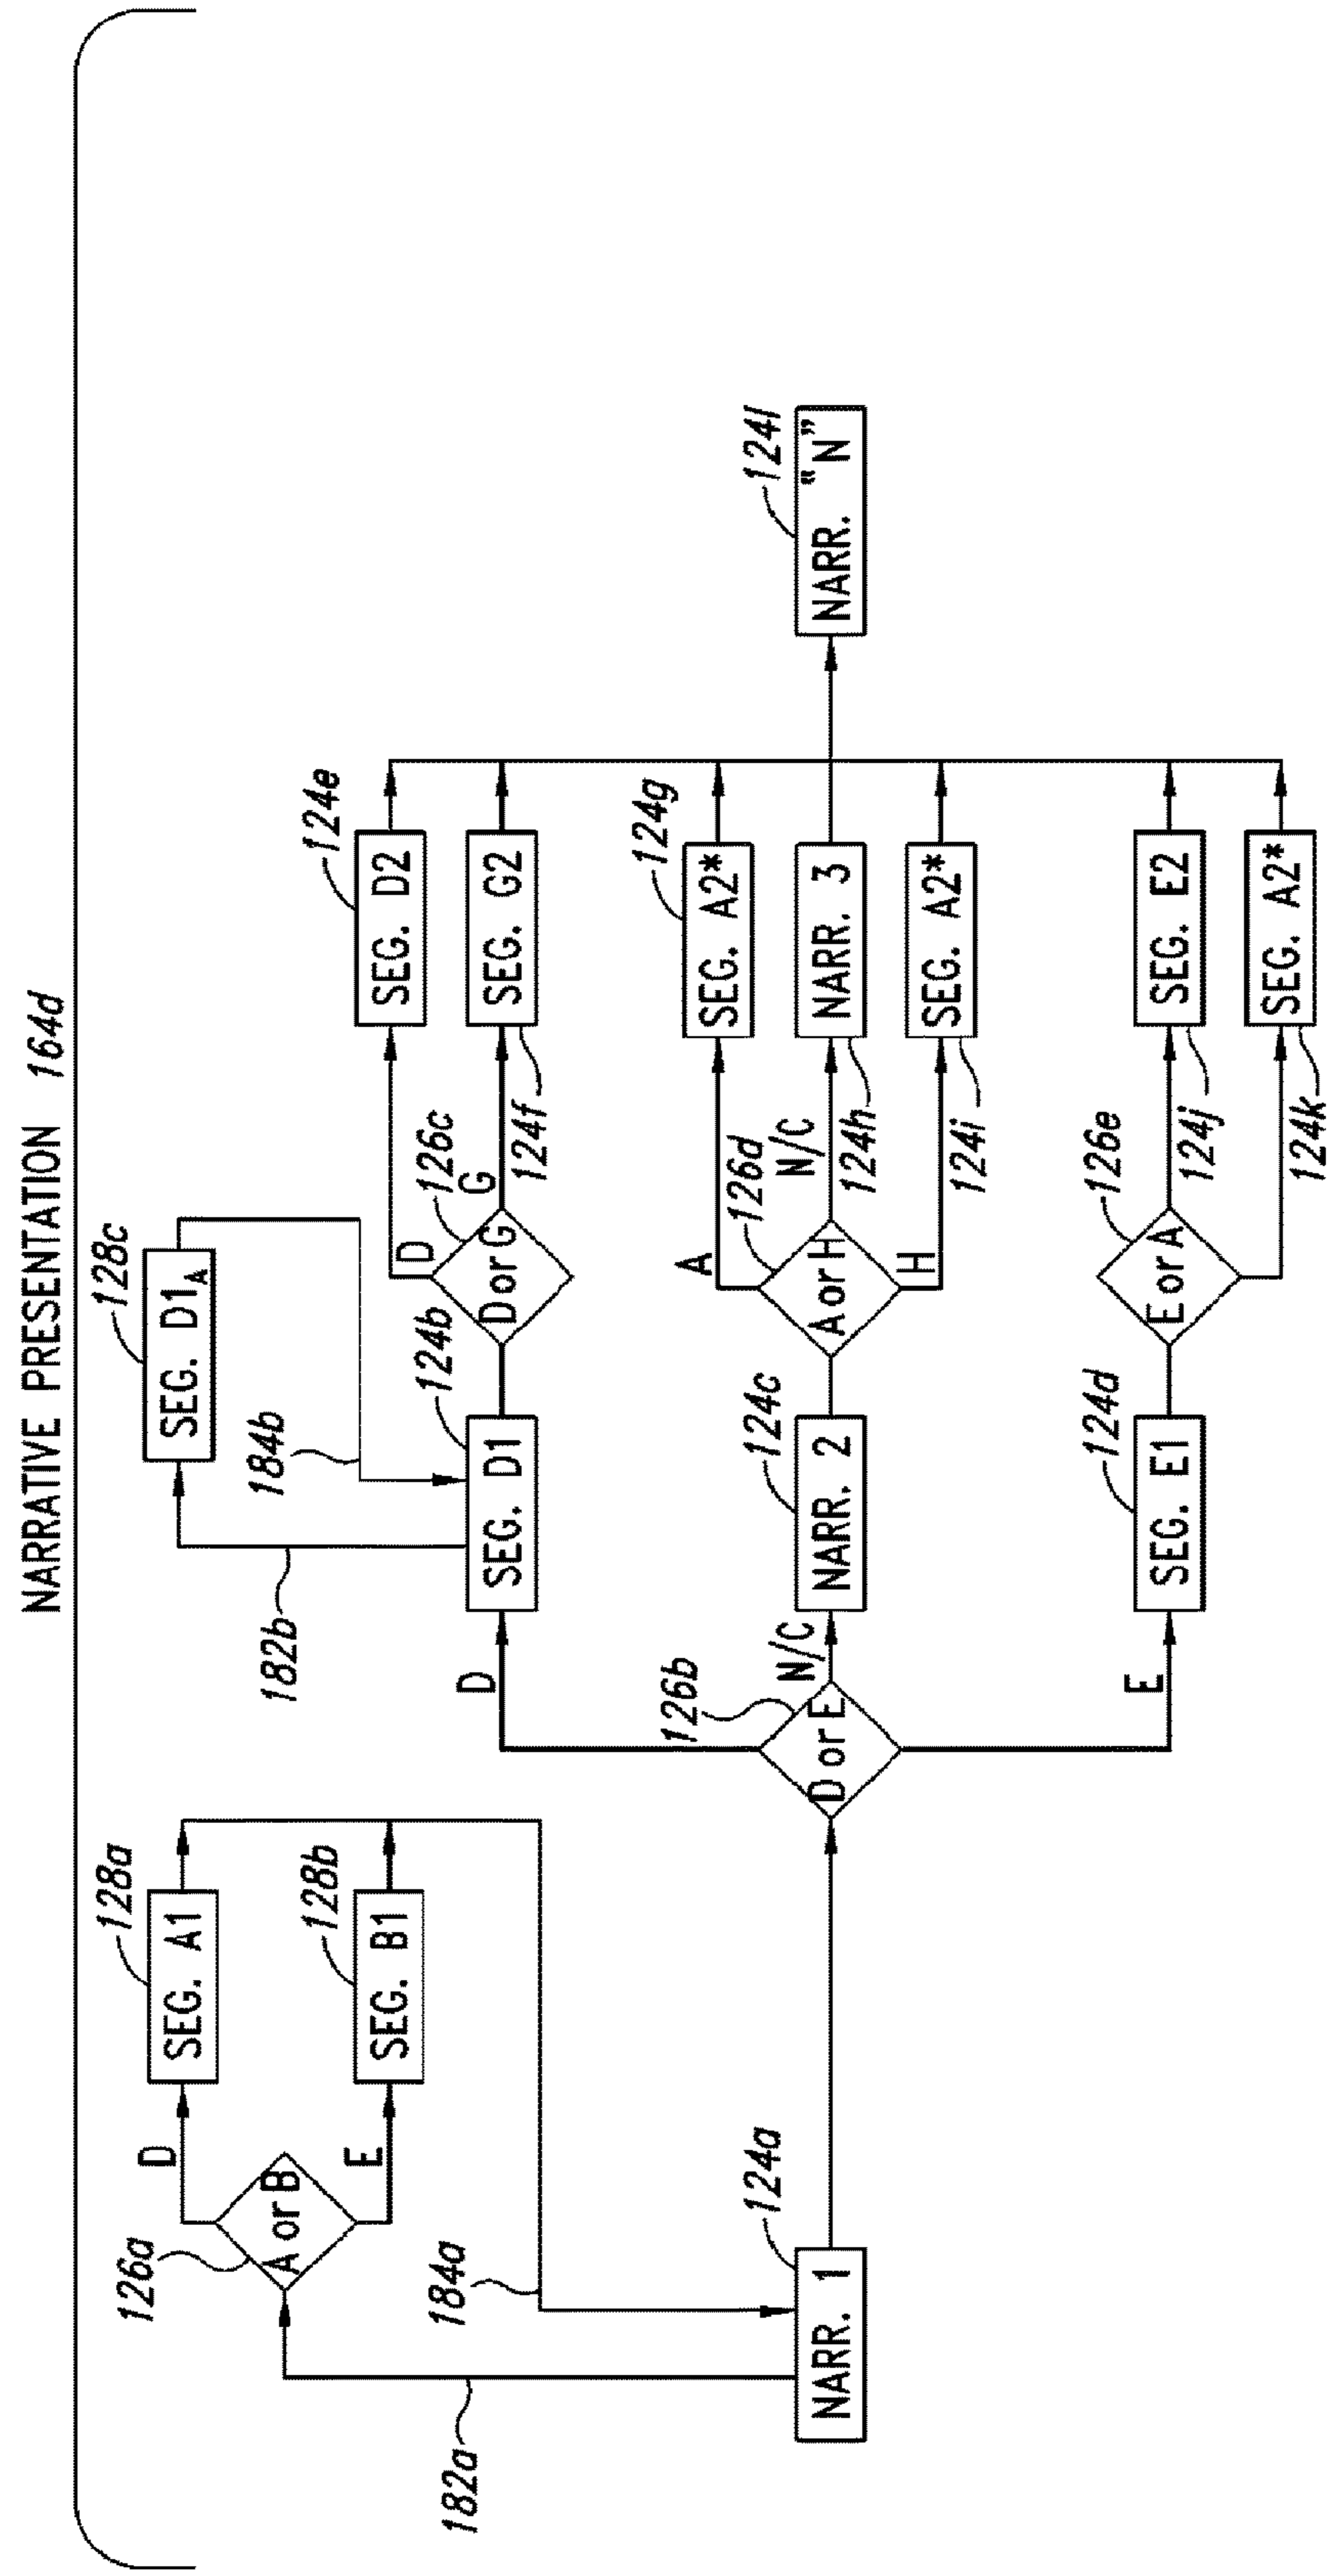 NARRATIVE PRESENTATION 164d
128c
SEG. D1A
128a
SEG. A1
D
126a
A or B
E
128b
SEG. B1
182b
184b
124e
SEG. D2
D
126c
D or G
G
SEG. G2
124f
124b
SEG. D1
D
182a
184a
124g
SEG. A2*
A
126d
A or H
N/C
NARR. 3
124h
H
SEG. A2*
124i
124l
NARR. "N"
124a
NARR. 1
126b
D or E
N/C
124c
NARR. 2
E
124d
SEG. E1
126e
E or A
SEG. E2
124j
SEG. A2*
124k